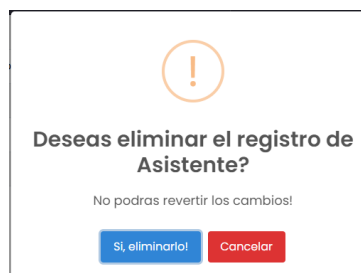 !
Deseas eliminar el registro de
Asistente?
No podras revertir los cambios!
Si, eliminarlo!
Cancelar